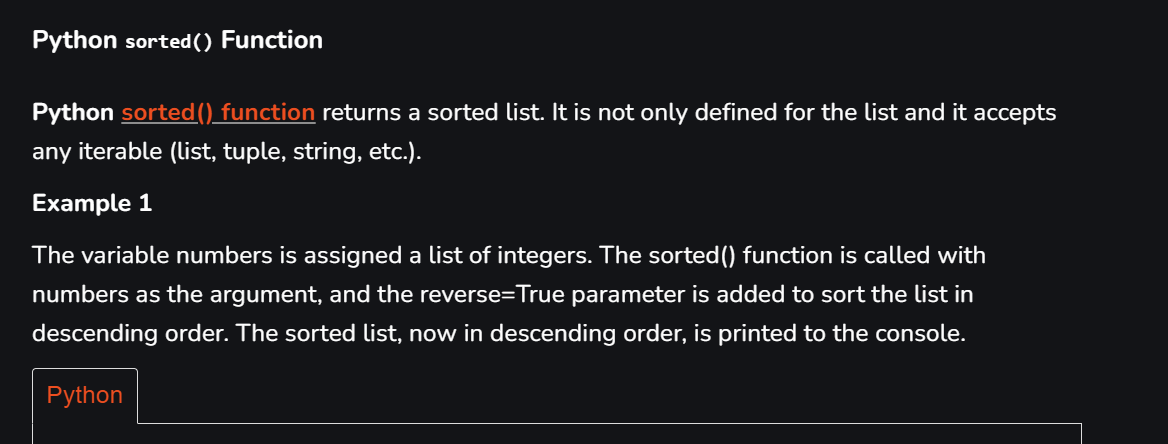 Python sorted() Function
Python sorted() function returns a sorted list. It is not only defined for the list and it accepts
any iterable (list, tuple, string, etc.).
Example 1
The variable numbers is assigned a list of integers. The sorted() function is called with
numbers as the argument, and the reverse=True parameter is added to sort the list in
descending order. The sorted list, now in descending order, is printed to the console.
Python